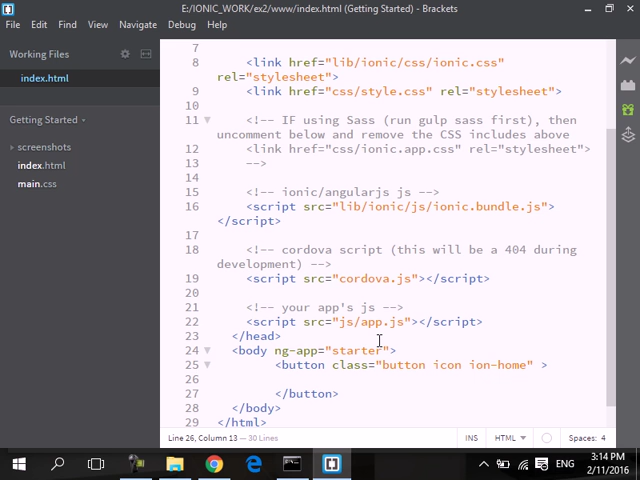 E:/IONIC_WORK/ex2/www/index.html (Getting Started) - Brackets
File Edit Find View Navigate Debug Help
Working Files
index.html
Getting Started
screenshots
index.html
main.css
7
8 <link href="lib/ionic/css/ionic.css"
rel="stylesheet">
9 <link href="css/style.css" rel="stylesheet">
10
11 <!-- IF using Sass (run gulp sass first), then
uncomment below and remove the CSS includes above
12 <link href="css/ionic.app.css" rel="stylesheet">
13 -->
14
15 <!-- ionic/angularjs js -->
16 <script src="lib/ionic/js/ionic.bundle.js">
</script>
17
18 <!-- cordova script (this will be a 404 during
development) -->
19 <script src="cordova.js"></script>
20
21 <!-- your app's js -->
22 <script src="js/app.js"></script>
23 </head>
24 <body ng-app="starter">
25 <button class="button icon ion-home" >
26
27 </button>
28 </body>
29 </html>
Line 26, Column 13 — 30 Lines
INS HTML Spaces: 4
ENG
3:14 PM
2/11/2016